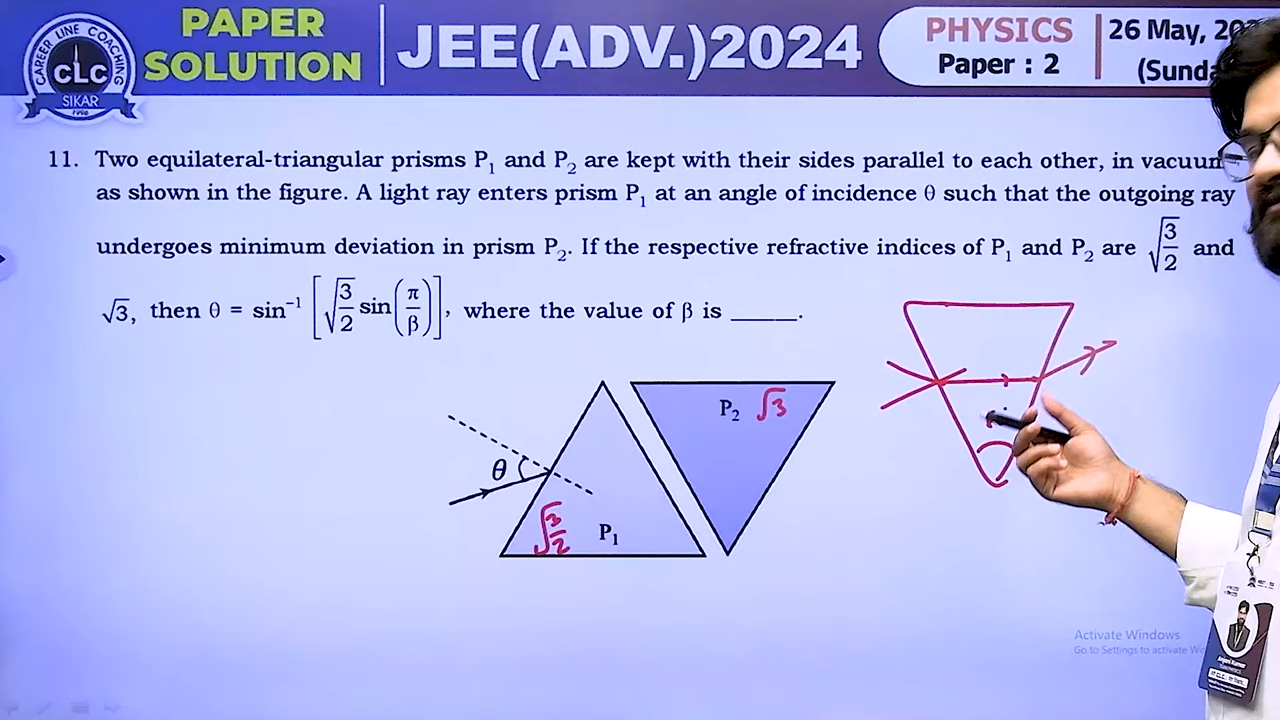 CAREER LINE COACHING
CLC
SIKAR
1996
PAPER
SOLUTION
JEE(ADV.)2024
PHYSICS
Paper : 2
26 May,
11. Two equilateral-triangular prisms P₁ and P₂ are kept with their sides parallel to each other, in
as shown in the figure. A light ray enters prism P₁ at an angle of incidence θ such that the outgoing ray
undergoes minimum deviation in prism P₂. If the respective refractive indices of P₁ and P₂ are √(3/2) and
√3, then θ = sin⁻¹ [√(3/2) sin(π/β)], where the value of β is _____.
P₂ √3
θ
√(3/2) P₁
Activate Windows
Go to Settings to activate